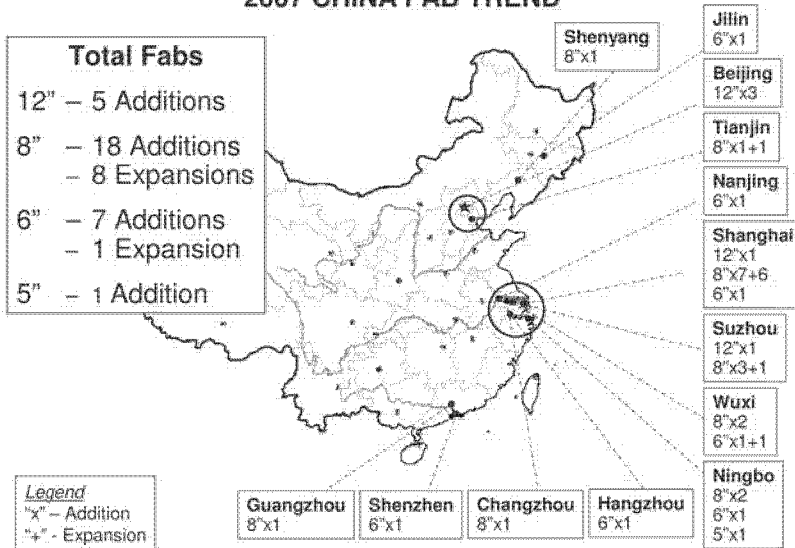 2007 CHINA FAB TREND
Total Fabs
12" – 5 Additions
8" – 18 Additions
– 8 Expansions
6" – 7 Additions
– 1 Expansion
5" – 1 Addition
Shenyang
8"x1
Jilin
6"x1
Beijing
12"x3
Tianjin
8"x1+1
Nanjing
6"x1
Shanghai
12"x1
8"x7+6
6"x1
Suzhou
12"x1
8"x3+1
Wuxi
8"x2
6"x1+1
Ningbo
8"x2
6"x1
5"x1
Guangzhou
8"x1
Shenzhen
6"x1
Changzhou
8"x1
Hangzhou
6"x1
Legend
"x" – Addition
"+" - Expansion